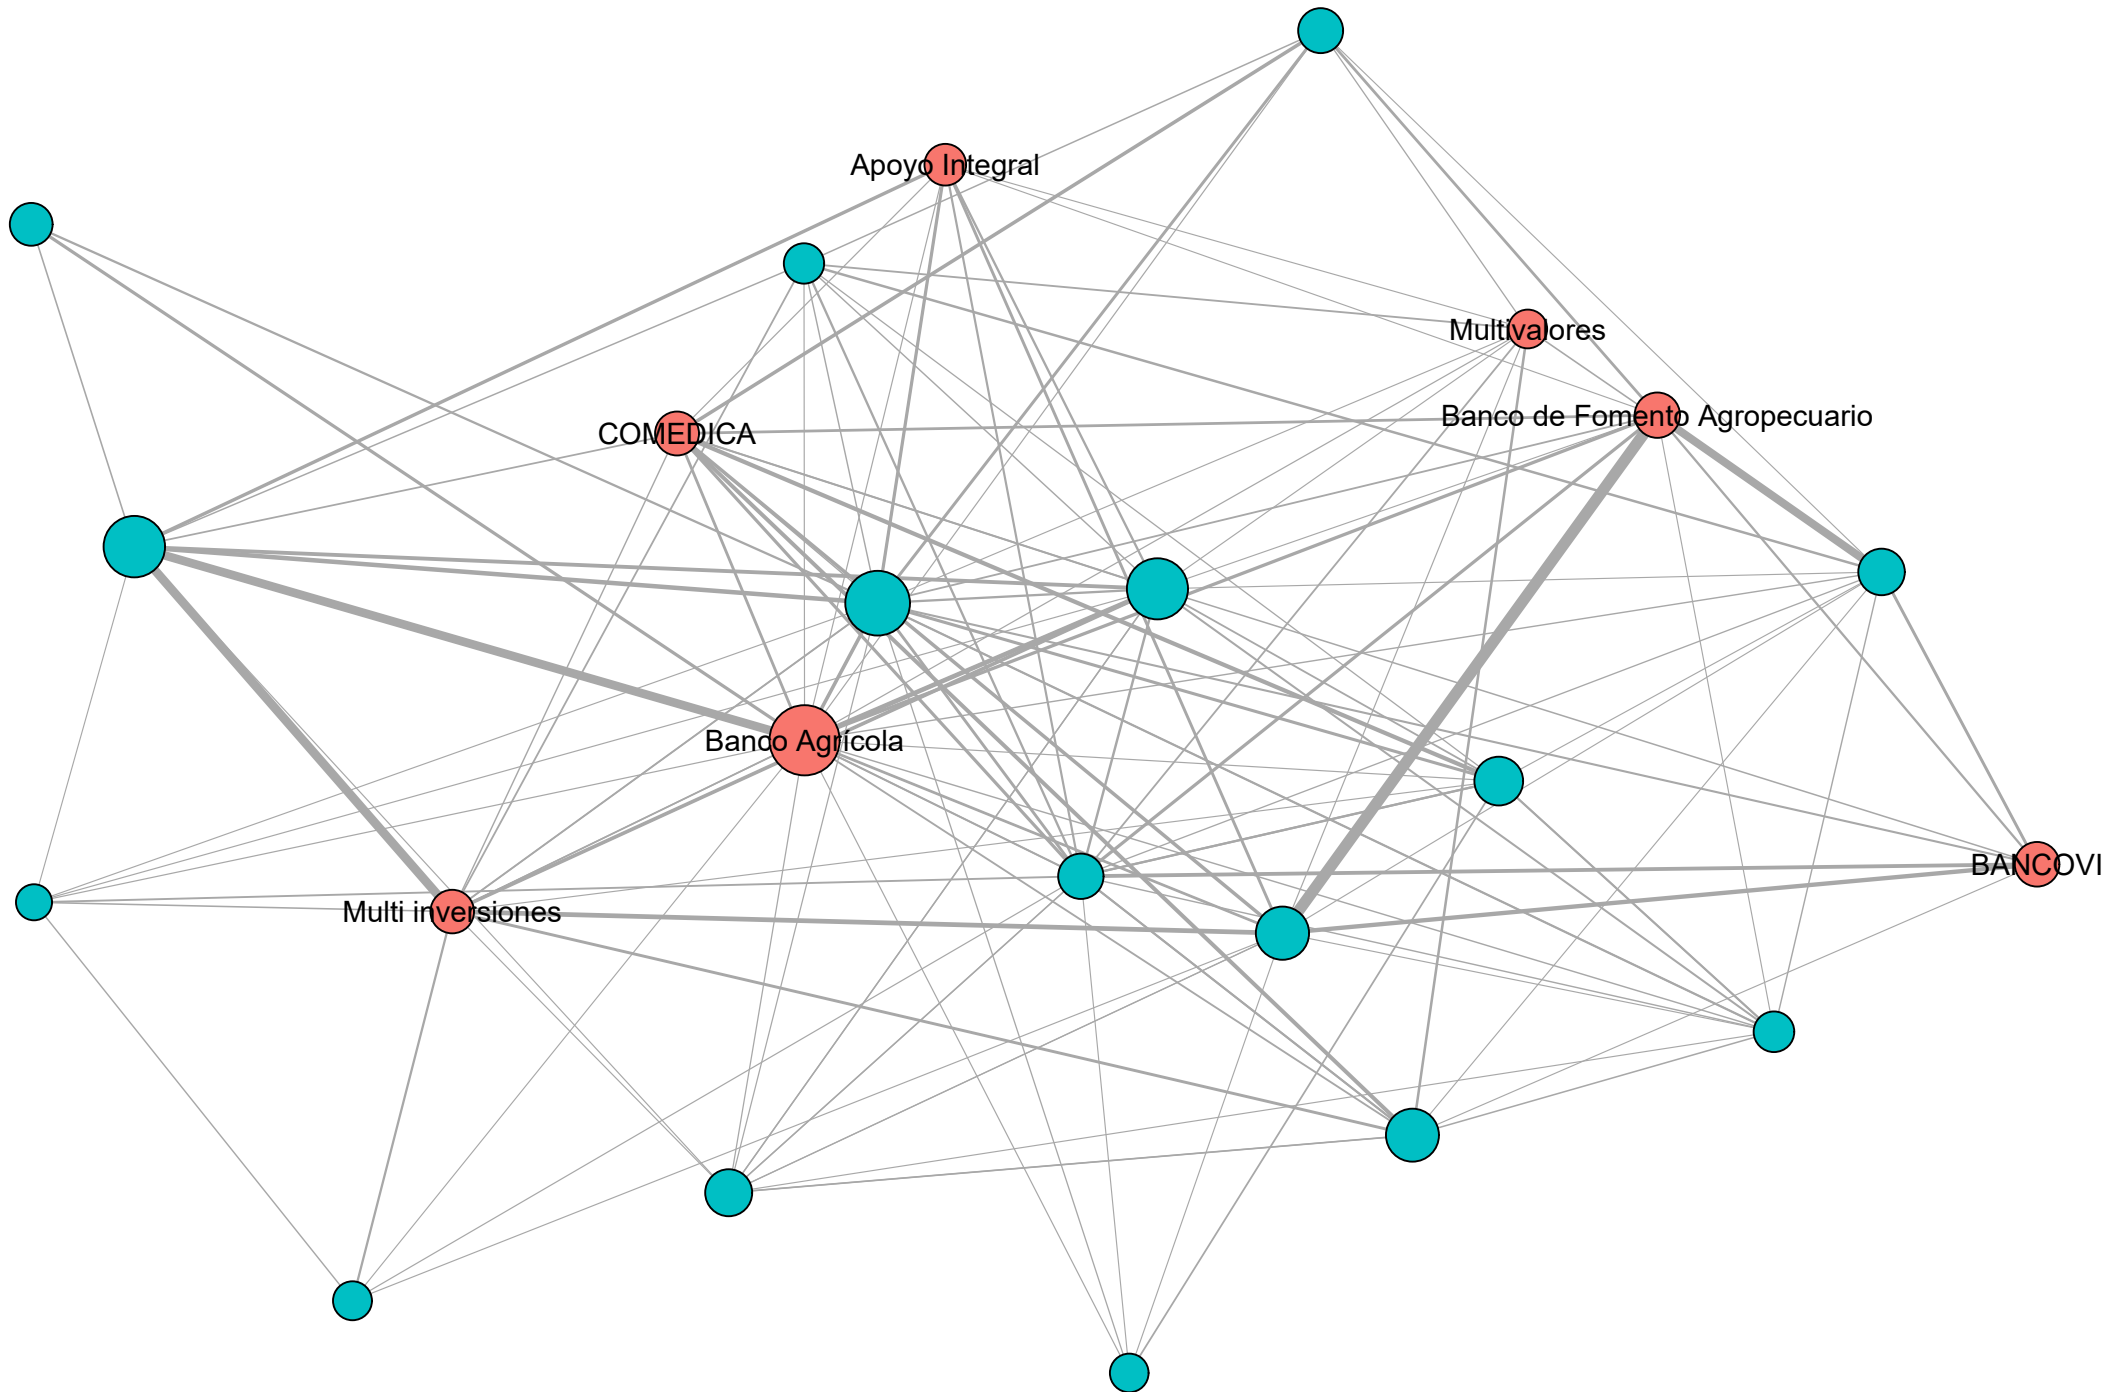 Apoyo Integral
Multivalores
Banco de Fomento Agropecuario
COMEDICA
Banco Agrícola
BANCOVI
Multi inversiones